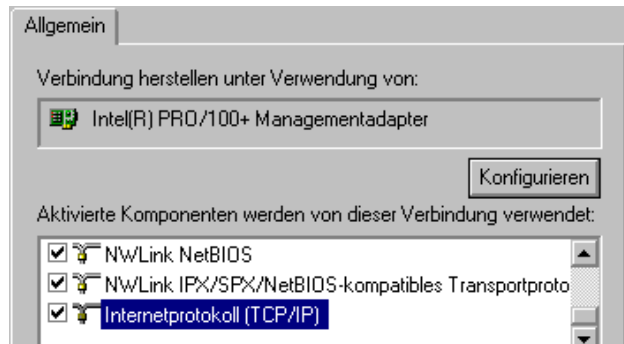 Allgemein
Verbindung herstellen unter Verwendung von:
Intel(R) PRO/100+ Managementadapter
Konfigurieren
Aktivierte Komponenten werden von dieser Verbindung verwendet:
NWLink NetBIOS
NWLink IPX/SPX/NetBIOS-kompatibles Transportproto
Internetprotokoll (TCP/IP)